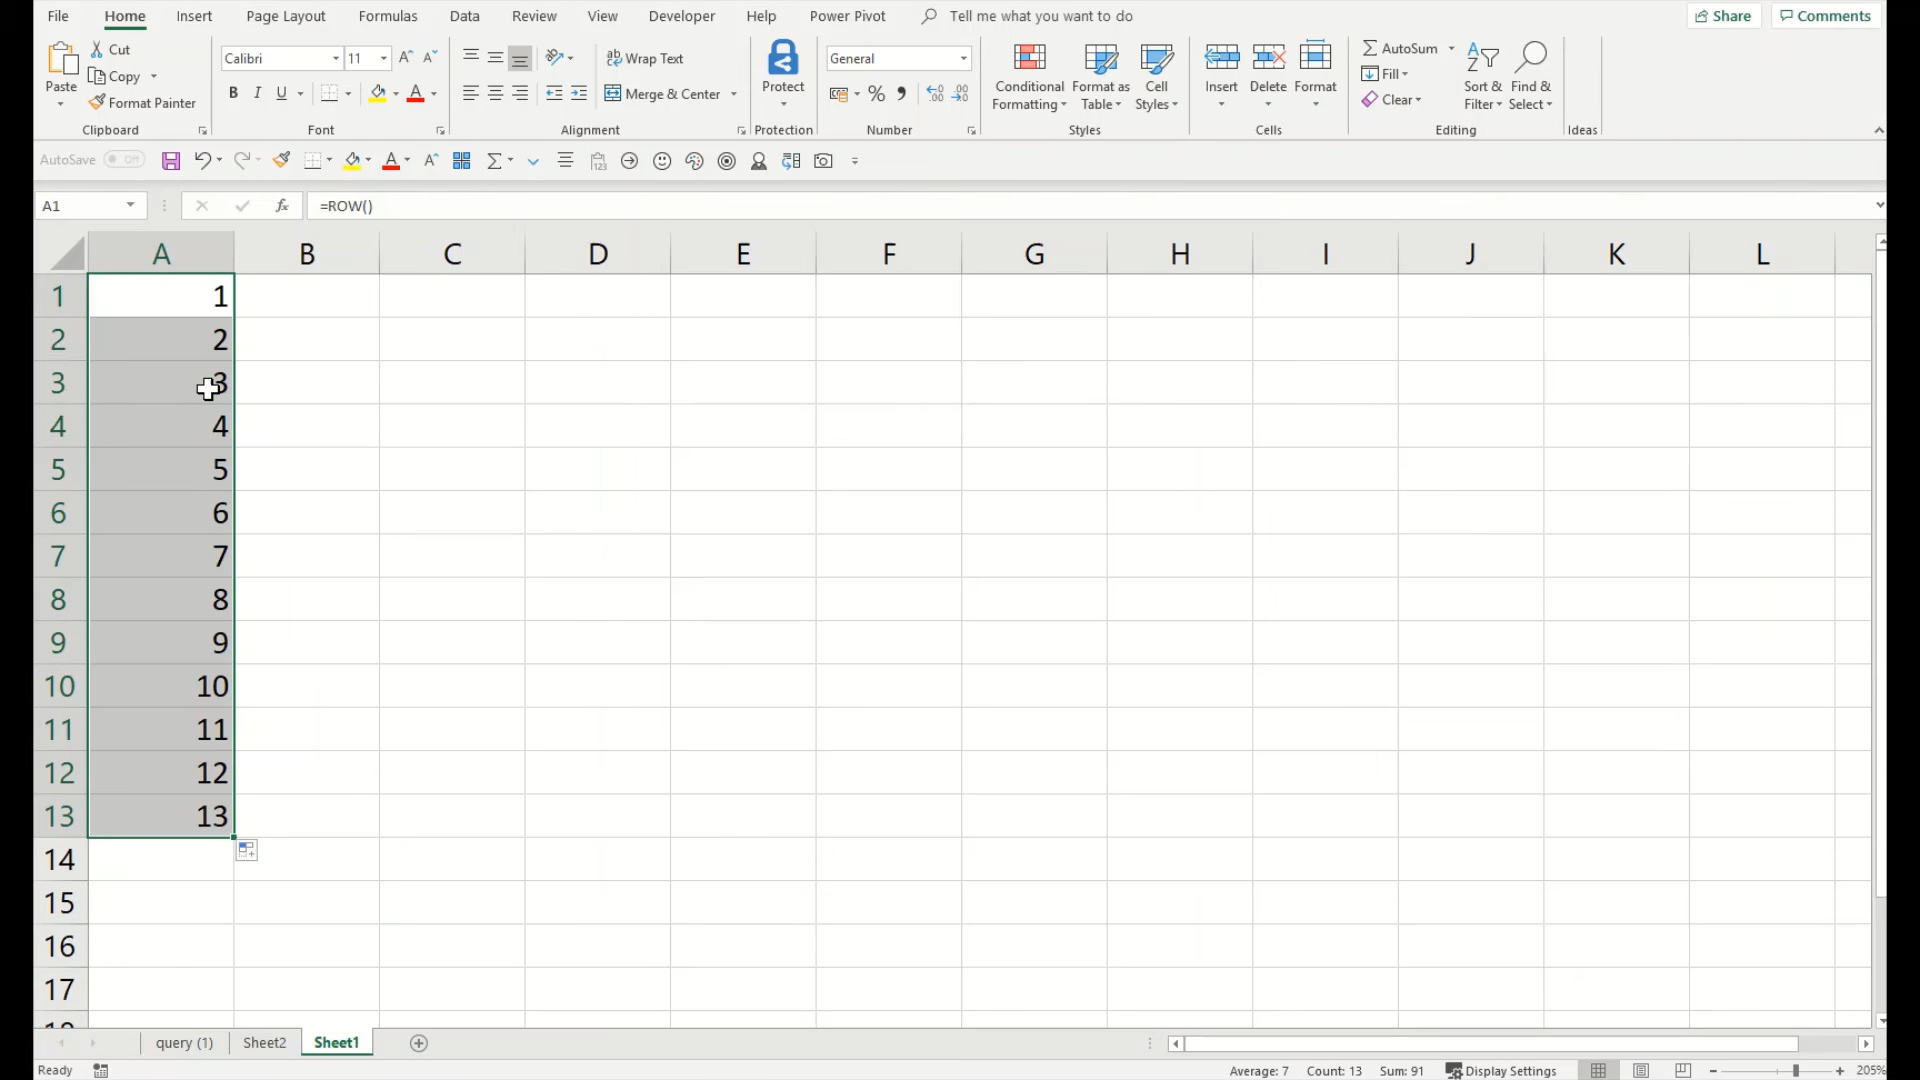 File Home Insert Page Layout Formulas Data Review View Developer Help Power Pivot Tell me what you want to do Share Comments
Paste
Cut
Copy
Format Painter
Clipboard
Calibri 11
B I U A
Font
Wrap Text
Merge & Center
Alignment
Protect
Protection
General
% ,
Number
Conditional
Formatting
Format as
Table
Cell
Styles
Styles
Insert Delete Format
Cells
AutoSum
Fill
Clear
Sort &
Filter
Find &
Select
Editing
Ideas
AutoSave Off
A1 fx =ROW()
A B C D E F G H I J K L
1 1
2 2
3 3
4 4
5 5
6 6
7 7
8 8
9 9
10 10
11 11
12 12
13 13
14
15
16
17
query (1) Sheet2 Sheet1
Ready Average: 7 Count: 13 Sum: 91 Display Settings 205%